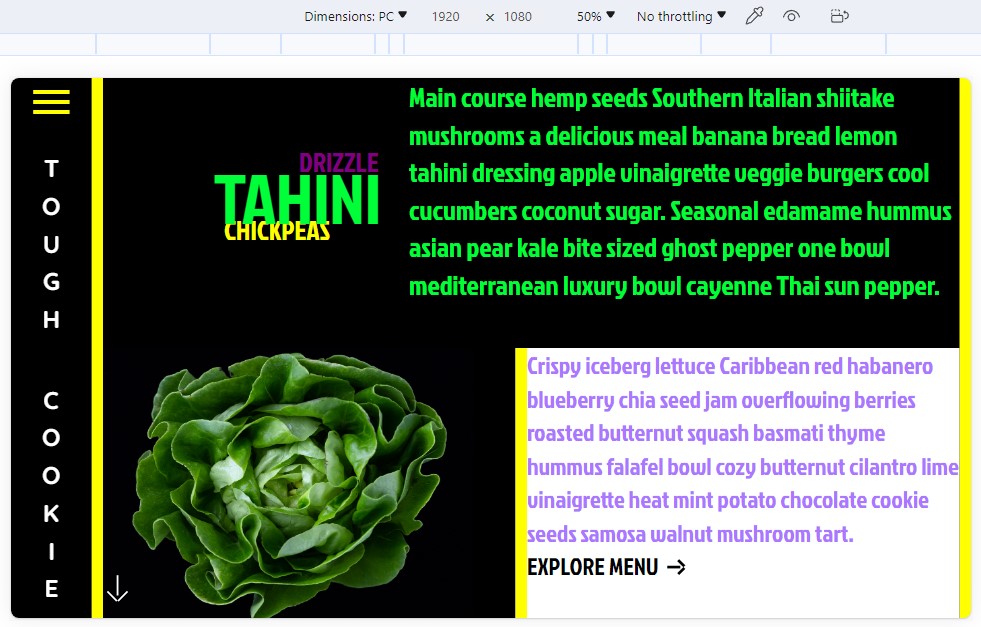 Dimensions: PC 1920 × 1080 50% No throttling
TOUGH COOKIE
DRIZZLE
TAHINI
CHICKPEAS
Main course hemp seeds Southern Italian shiitake
mushrooms a delicious meal banana bread lemon
tahini dressing apple vinaigrette veggie burgers cool
cucumbers coconut sugar. Seasonal edamame hummus
asian pear kale bite sized ghost pepper one bowl
mediterranean luxury bowl cayenne Thai sun pepper.
Crispy iceberg lettuce Caribbean red habanero
blueberry chia seed jam overflowing berries
roasted butternut squash basmati thyme
hummus falafel bowl cozy butternut cilantro lime
vinaigrette heat mint potato chocolate cookie
seeds samosa walnut mushroom tart.
EXPLORE MENU →